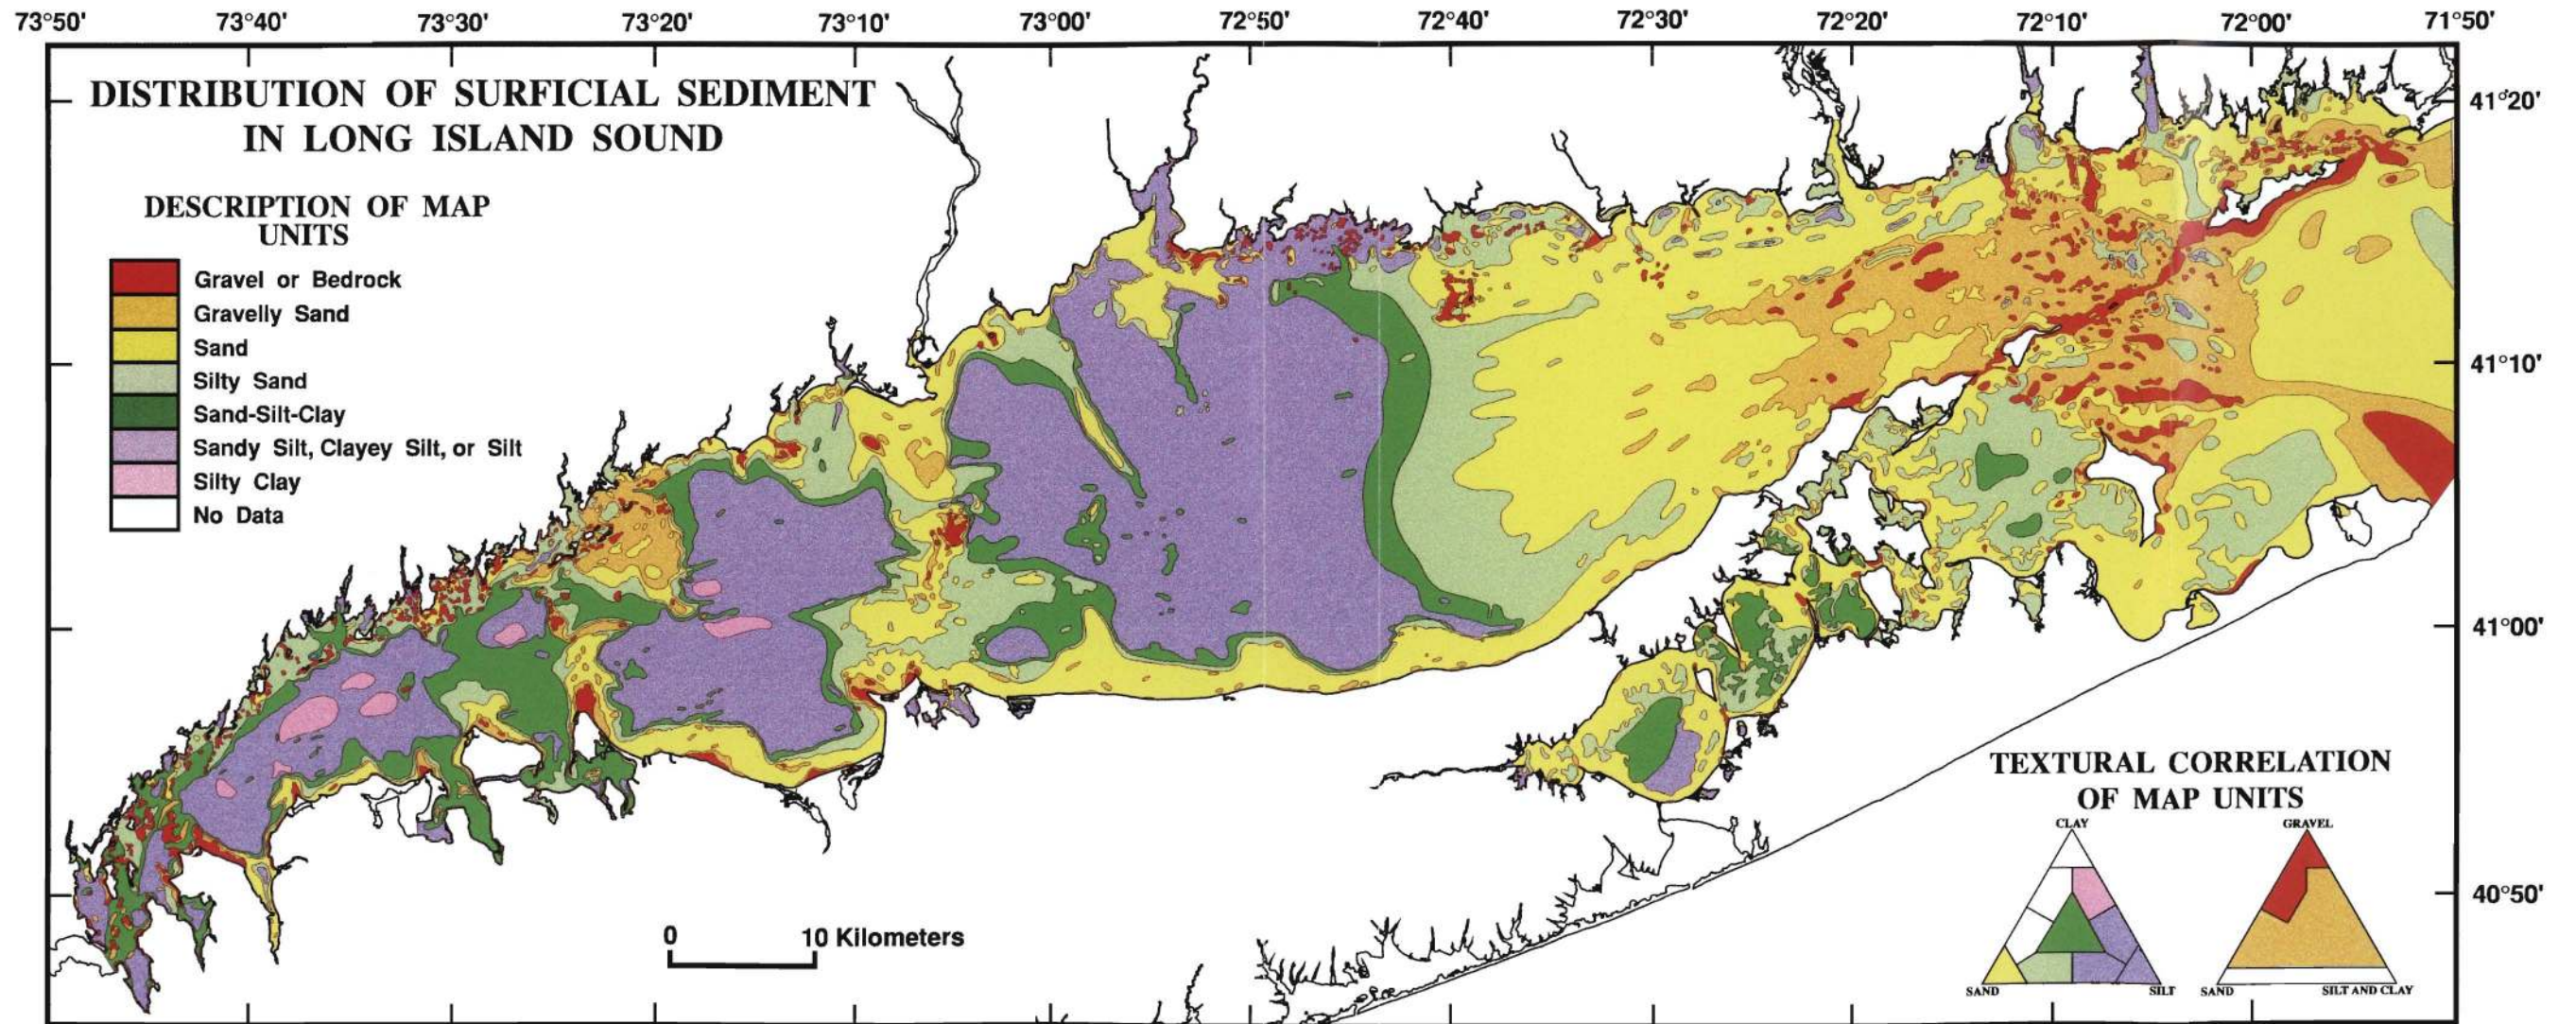 73°50' 73°40' 73°30' 73°20' 73°10' 73°00' 72°50' 72°40' 72°30' 72°20' 72°10' 72°00' 71°50'
DISTRIBUTION OF SURFICIAL SEDIMENT
IN LONG ISLAND SOUND
41°20'
DESCRIPTION OF MAP
UNITS
Gravel or Bedrock
Gravelly Sand
Sand
Silty Sand
Sand-Silt-Clay
Sandy Silt, Clayey Silt, or Silt
Silty Clay
No Data
41°10'
41°00'
40°50'
0 10 Kilometers
TEXTURAL CORRELATION
OF MAP UNITS
CLAY GRAVEL
SAND SILT SAND SILT AND CLAY